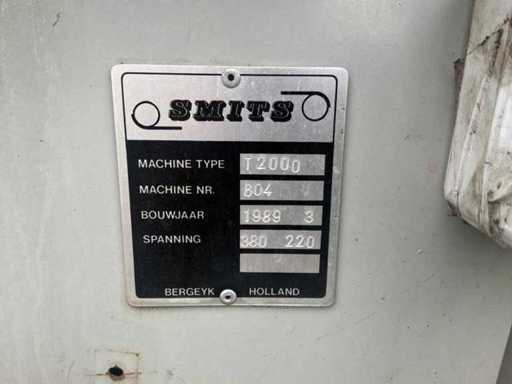 SMITS
MACHINE TYPE T2000
MACHINE NR. 804
BOUWJAAR 1989 3
SPANNING 380 220
BERGEYK HOLLAND